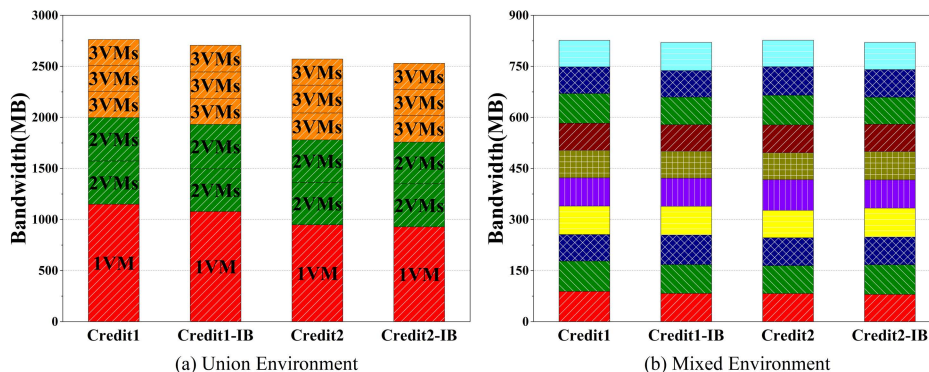 3000
2500
2000
1500
1000
500
0
Bandwidth(MB)
3VMs
3VMs
3VMs
2VMs
2VMs
1VM
3VMs
3VMs
3VMs
2VMs
2VMs
1VM
3VMs
3VMs
3VMs
2VMs
2VMs
1VM
3VMs
3VMs
3VMs
2VMs
2VMs
1VM
Credit1 Credit1-IB Credit2 Credit2-IB
(a) Union Environment
900
750
600
450
300
150
0
Bandwidth(MB)
Credit1 Credit1-IB Credit2 Credit2-IB
(b) Mixed Environment